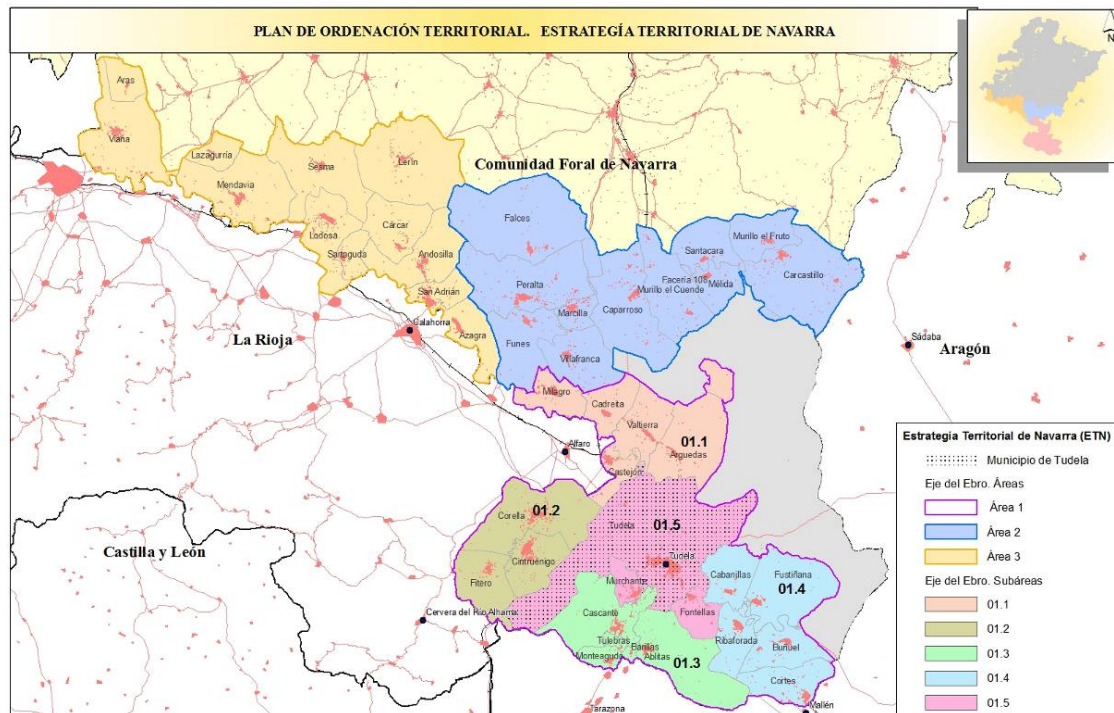 PLAN DE ORDENACIÓN TERRITORIAL. ESTRATEGÍA TERRITORIAL DE NAVARRA
N
Aras
Viana
Lazagurría
Mendavia
Sesma
Lerín
Comunidad Foral de Navarra
Lodosa
Cárcar
Sartaguda
Andosilla
San Adrián
Azagra
Calahorra
La Rioja
Falces
Peralta
Marcilla
Funes
Villafranca
Caparroso
Santacara
Murillo el Fruto
Facería 106
Mélida
Murillo el Cuende
Carcastillo
Sádaba
Aragón
Milagro
Cadreita
Valtierra
01.1
Arguedas
Alfaro
Castejón
Corella
01.2
Cintruénigo
Fitero
Castilla y León
Cervera del Río Alhama
Tudela
01.5
Tudela
Murchante
Fontellas
Cabanillas
Fustiñana
01.4
Ribaforada
Buñuel
Cortes
Mallén
Cascante
Tulebras
Barillas
Monteagudo
Ablitas
01.3
Tarazona
Estrategia Territorial de Navarra (ETN)
Municipio de Tudela
Eje del Ebro. Áreas
Área 1
Área 2
Área 3
Eje del Ebro. Subáreas
01.1
01.2
01.3
01.4
01.5